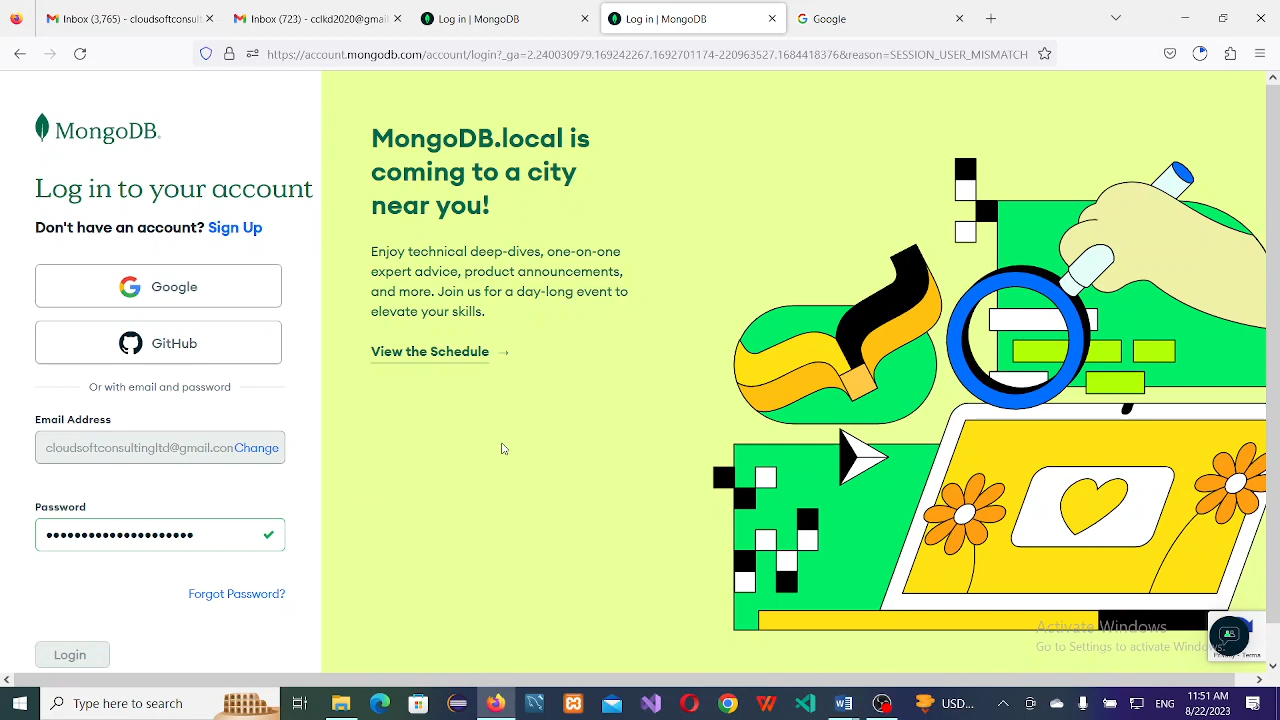 Inbox (3,765) - cloudsoftconsult
Inbox (723) - cclkd2020@gmail
Log in | MongoDB
Log in | MongoDB
Google
https://account.mongodb.com/account/login?_ga=2.240030979.169242267.1692701174-220963527.1684418376&reason=SESSION_USER_MISMATCH
MongoDB.
Log in to your account
Don't have an account? Sign Up
Google
GitHub
Or with email and password
Email Address
cloudsoftconsultingltd@gmail.con Change
Password
Forgot Password?
Login
MongoDB.local is
coming to a city
near you!
Enjoy technical deep-dives, one-on-one
expert advice, product announcements,
and more. Join us for a day-long event to
elevate your skills.
View the Schedule →
Activate Windows
Go to Settings to activate Windows.
Privacy - Terms
Type here to search
USD...
11:51 AM
8/22/2023